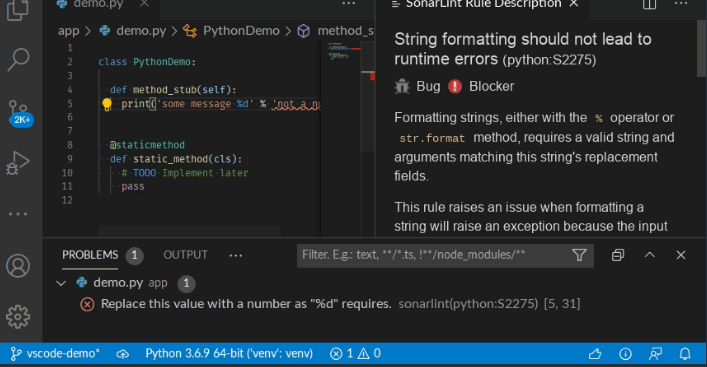 demo.py ×
SonarLint Rule Description ×
app > demo.py > PythonDemo > method_s
1
2 class PythonDemo:
3
4 def method_stub(self):
5 print('some message %d' % 'not a n
6
7
8 @staticmethod
9 def static_method(cls):
10 # TODO Implement later
11 pass
12
String formatting should not lead to
runtime errors (python:S2275)
Bug Blocker
Formatting strings, either with the % operator or
str.format method, requires a valid string and
arguments matching this string's replacement
fields.
This rule raises an issue when formatting a
string will raise an exception because the input
2K+
PROBLEMS 1 OUTPUT ···
Filter. E.g.: text, **/*.ts, !**/node_modules/**
demo.py app 1
Replace this value with a number as "%d" requires. sonarlint(python:S2275) [5, 31]
vscode-demo* Python 3.6.9 64-bit ('venv': venv) 1 0